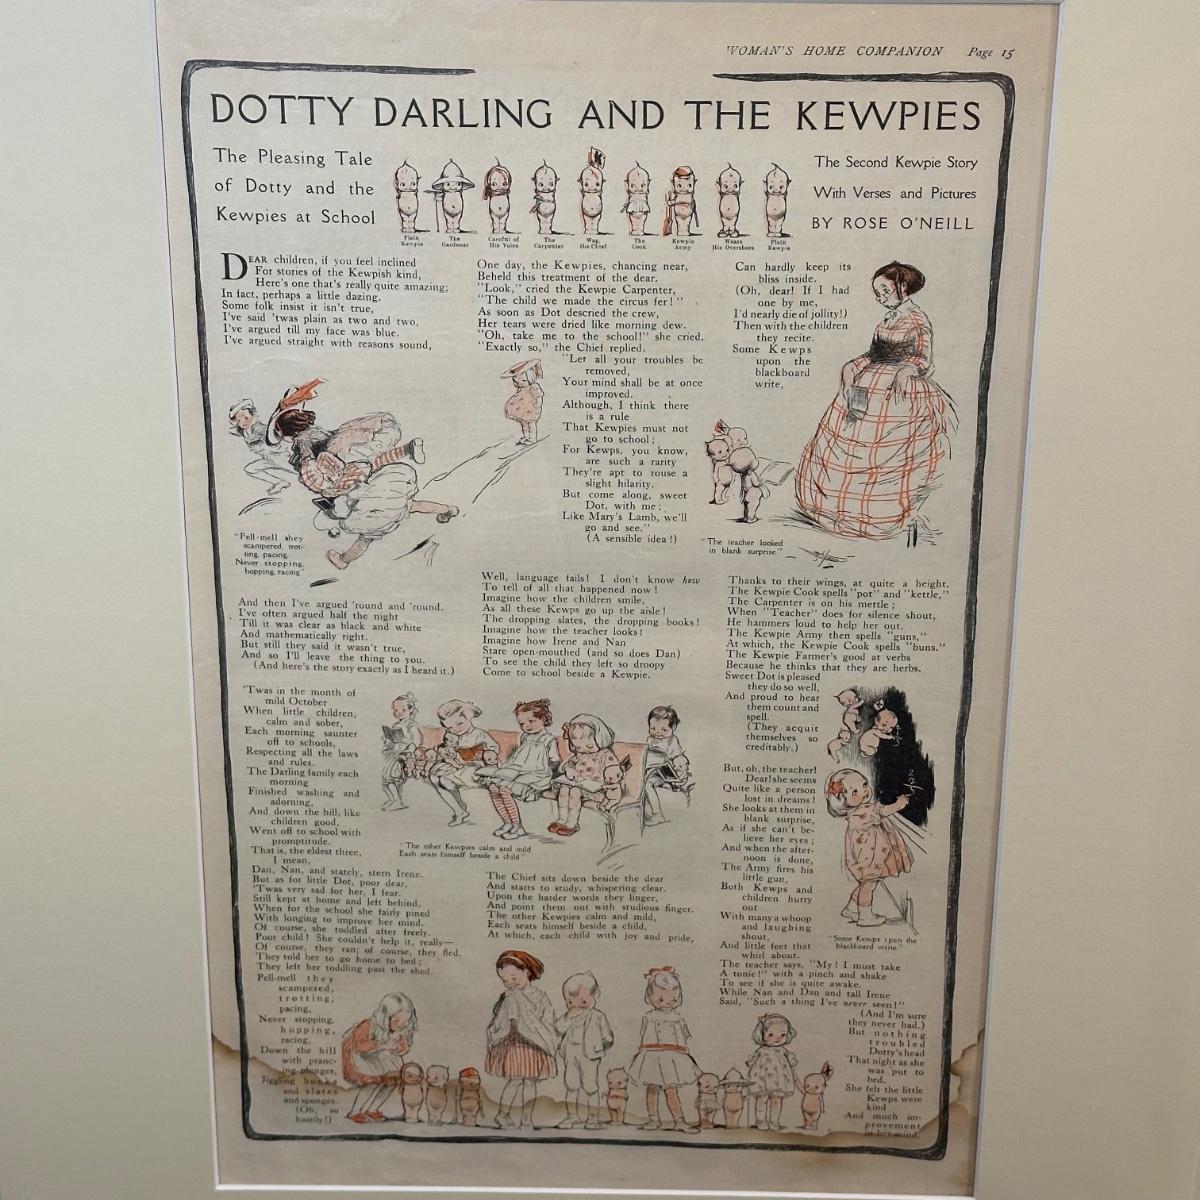 WOMAN'S HOME COMPANION Page 15
DOTTY DARLING AND THE KEWPIES
The Pleasing Tale
of Dotty and the
Kewpies at School
Plain Kewpie
The Gardener
Careful of His Voice
The Carpenter
Wag, the Chief
The Cook
Kewpie Army
Wears His Overshoes
Plain Kewpie
The Second Kewpie Story
With Verses and Pictures
BY ROSE O'NEILL
DEAR children, if you feel inclined
For stories of the Kewpish kind,
Here's one that's really quite amazing;
In fact, perhaps a little dazing.
Some folk insist it isn't true,
I've said 'twas plain as two and two,
I've argued till my face was blue.
I've argued straight with reasons sound,
"Pell-mell they
scampered, trot-
ting, pacing,
Never stopping,
hopping, racing"
And then I've argued 'round and 'round.
I've often argued half the night
Till it was clear as black and white
And mathematically right.
But still they said it wasn't true,
And so I'll leave the thing to you.
(And here's the story exactly as I heard it.)
'Twas in the month of
mild October
When little children,
calm and sober,
Each morning saunter
off to schools,
Respecting all the laws
and rules.
The Darling family each
morning
Finished washing and
adorning,
And down the hill, like
children good,
Went off to school with
promptitude.
That is, the eldest three,
I mean,
Dan, Nan, and stately, stern Irene.
But as for little Dot, poor dear,
'Twas very sad for her, I fear.
Still kept at home and left behind,
When for the school she fairly pined
With longing to improve her mind.
Of course, she toddled after freely.
Poor child! She couldn't help it, really—
Of course, they ran; of course, they fled.
They told her to go home to bed;
They left her toddling past the shed.
Pell-mell they
scampered,
trotting,
pacing,
Never stopping,
hopping,
racing,
Down the hill
with pranc-
ing plunges,
Jiggling books
and slates
and sponges.
(Oh, so
hastily!)
One day, the Kewpies, chancing near,
Beheld this treatment of the dear.
"Look," cried the Kewpie Carpenter,
"The child we made the circus fer!"
As soon as Dot descried the crew,
Her tears were dried like morning dew.
"Oh, take me to the school!" she cried.
"Exactly so," the Chief replied.
"Let all your troubles be
removed,
Your mind shall be at once
improved.
Although, I think there
is a rule
That Kewpies must not
go to school;
For Kewps, you know,
are such a rarity
They're apt to rouse a
slight hilarity.
But come along, sweet
Dot, with me;
Like Mary's Lamb, we'll
go and see."
(A sensible idea!)
Well, language fails! I don't know how
To tell of all that happened now!
Imagine how the children smile,
As all these Kewps go up the aisle!
The dropping slates, the dropping books!
Imagine how the teacher looks!
Imagine how Irene and Nan
Stare open-mouthed (and so does Dan)
To see the child they left so droopy
Come to school beside a Kewpie.
"The other Kewpies calm and mild
Each seats himself beside a child"
The Chief sits down beside the dear
And starts to study, whispering clear.
Upon the harder words they linger,
And point them out with studious finger.
The other Kewpies calm and mild,
Each seats himself beside a child,
At which, each child with joy and pride,
Can hardly keep its
bliss inside.
(Oh, dear! If I had
one by me,
I'd nearly die of jollity!)
Then with the children
they recite.
Some Kewps
upon the
blackboard
write,
"The teacher looked
in blank surprise"
Thanks to their wings, at quite a height.
The Kewpie Cook spells "pot" and "kettle,"
The Carpenter is on his mettle;
When "Teacher" does for silence shout,
He hammers loud to help her out.
The Kewpie Army then spells "guns,"
At which, the Kewpie Cook spells "buns."
The Kewpie Farmer's good at verbs
Because he thinks that they are herbs.
Sweet Dot is pleased
they do so well,
And proud to hear
them count and
spell.
(They acquit
themselves so
creditably.)
But, oh, the teacher!
Dear! she seems
Quite like a person
lost in dreams!
She looks at them in
blank surprise,
As if she can't be-
lieve her eyes;
And when the after-
noon is done,
The Army fires his
little gun,
Both Kewps and
children hurry
out
With many a whoop
and laughing
shout,
And little feet that
whirl about.
"Some Kewps upon the
blackboard write"
The teacher says, "My! I must take
A tonic!" with a pinch and shake
To see if she is quite awake.
While Nan and Dan and tall Irene
Said, "Such a thing I've never seen!"
(And I'm sure
they never had.)
But nothing
troubled
Dotty's head
That night as she
was put to
bed.
She felt the little
Kewps were
kind
And much im-
provement
in her mind.